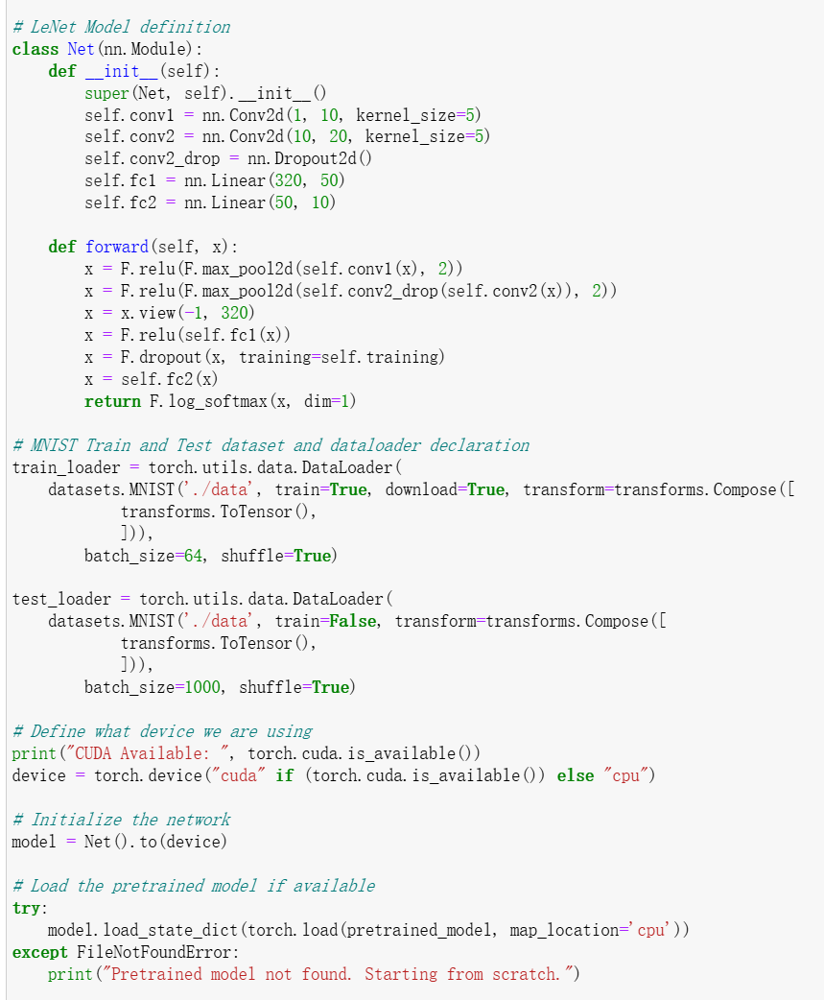 # LeNet Model definition
class Net(nn.Module):
    def __init__(self):
        super(Net, self).__init__()
        self.conv1 = nn.Conv2d(1, 10, kernel_size=5)
        self.conv2 = nn.Conv2d(10, 20, kernel_size=5)
        self.conv2_drop = nn.Dropout2d()
        self.fc1 = nn.Linear(320, 50)
        self.fc2 = nn.Linear(50, 10)

    def forward(self, x):
        x = F.relu(F.max_pool2d(self.conv1(x), 2))
        x = F.relu(F.max_pool2d(self.conv2_drop(self.conv2(x)), 2))
        x = x.view(-1, 320)
        x = F.relu(self.fc1(x))
        x = F.dropout(x, training=self.training)
        x = self.fc2(x)
        return F.log_softmax(x, dim=1)

# MNIST Train and Test dataset and dataloader declaration
train_loader = torch.utils.data.DataLoader(
    datasets.MNIST('./data', train=True, download=True, transform=transforms.Compose([
            transforms.ToTensor(),
            ])),
        batch_size=64, shuffle=True)

test_loader = torch.utils.data.DataLoader(
    datasets.MNIST('./data', train=False, transform=transforms.Compose([
            transforms.ToTensor(),
            ])),
        batch_size=1000, shuffle=True)

# Define what device we are using
print("CUDA Available: ", torch.cuda.is_available())
device = torch.device("cuda" if (torch.cuda.is_available()) else "cpu")

# Initialize the network
model = Net().to(device)

# Load the pretrained model if available
try:
    model.load_state_dict(torch.load(pretrained_model, map_location='cpu'))
except FileNotFoundError:
    print("Pretrained model not found. Starting from scratch.")